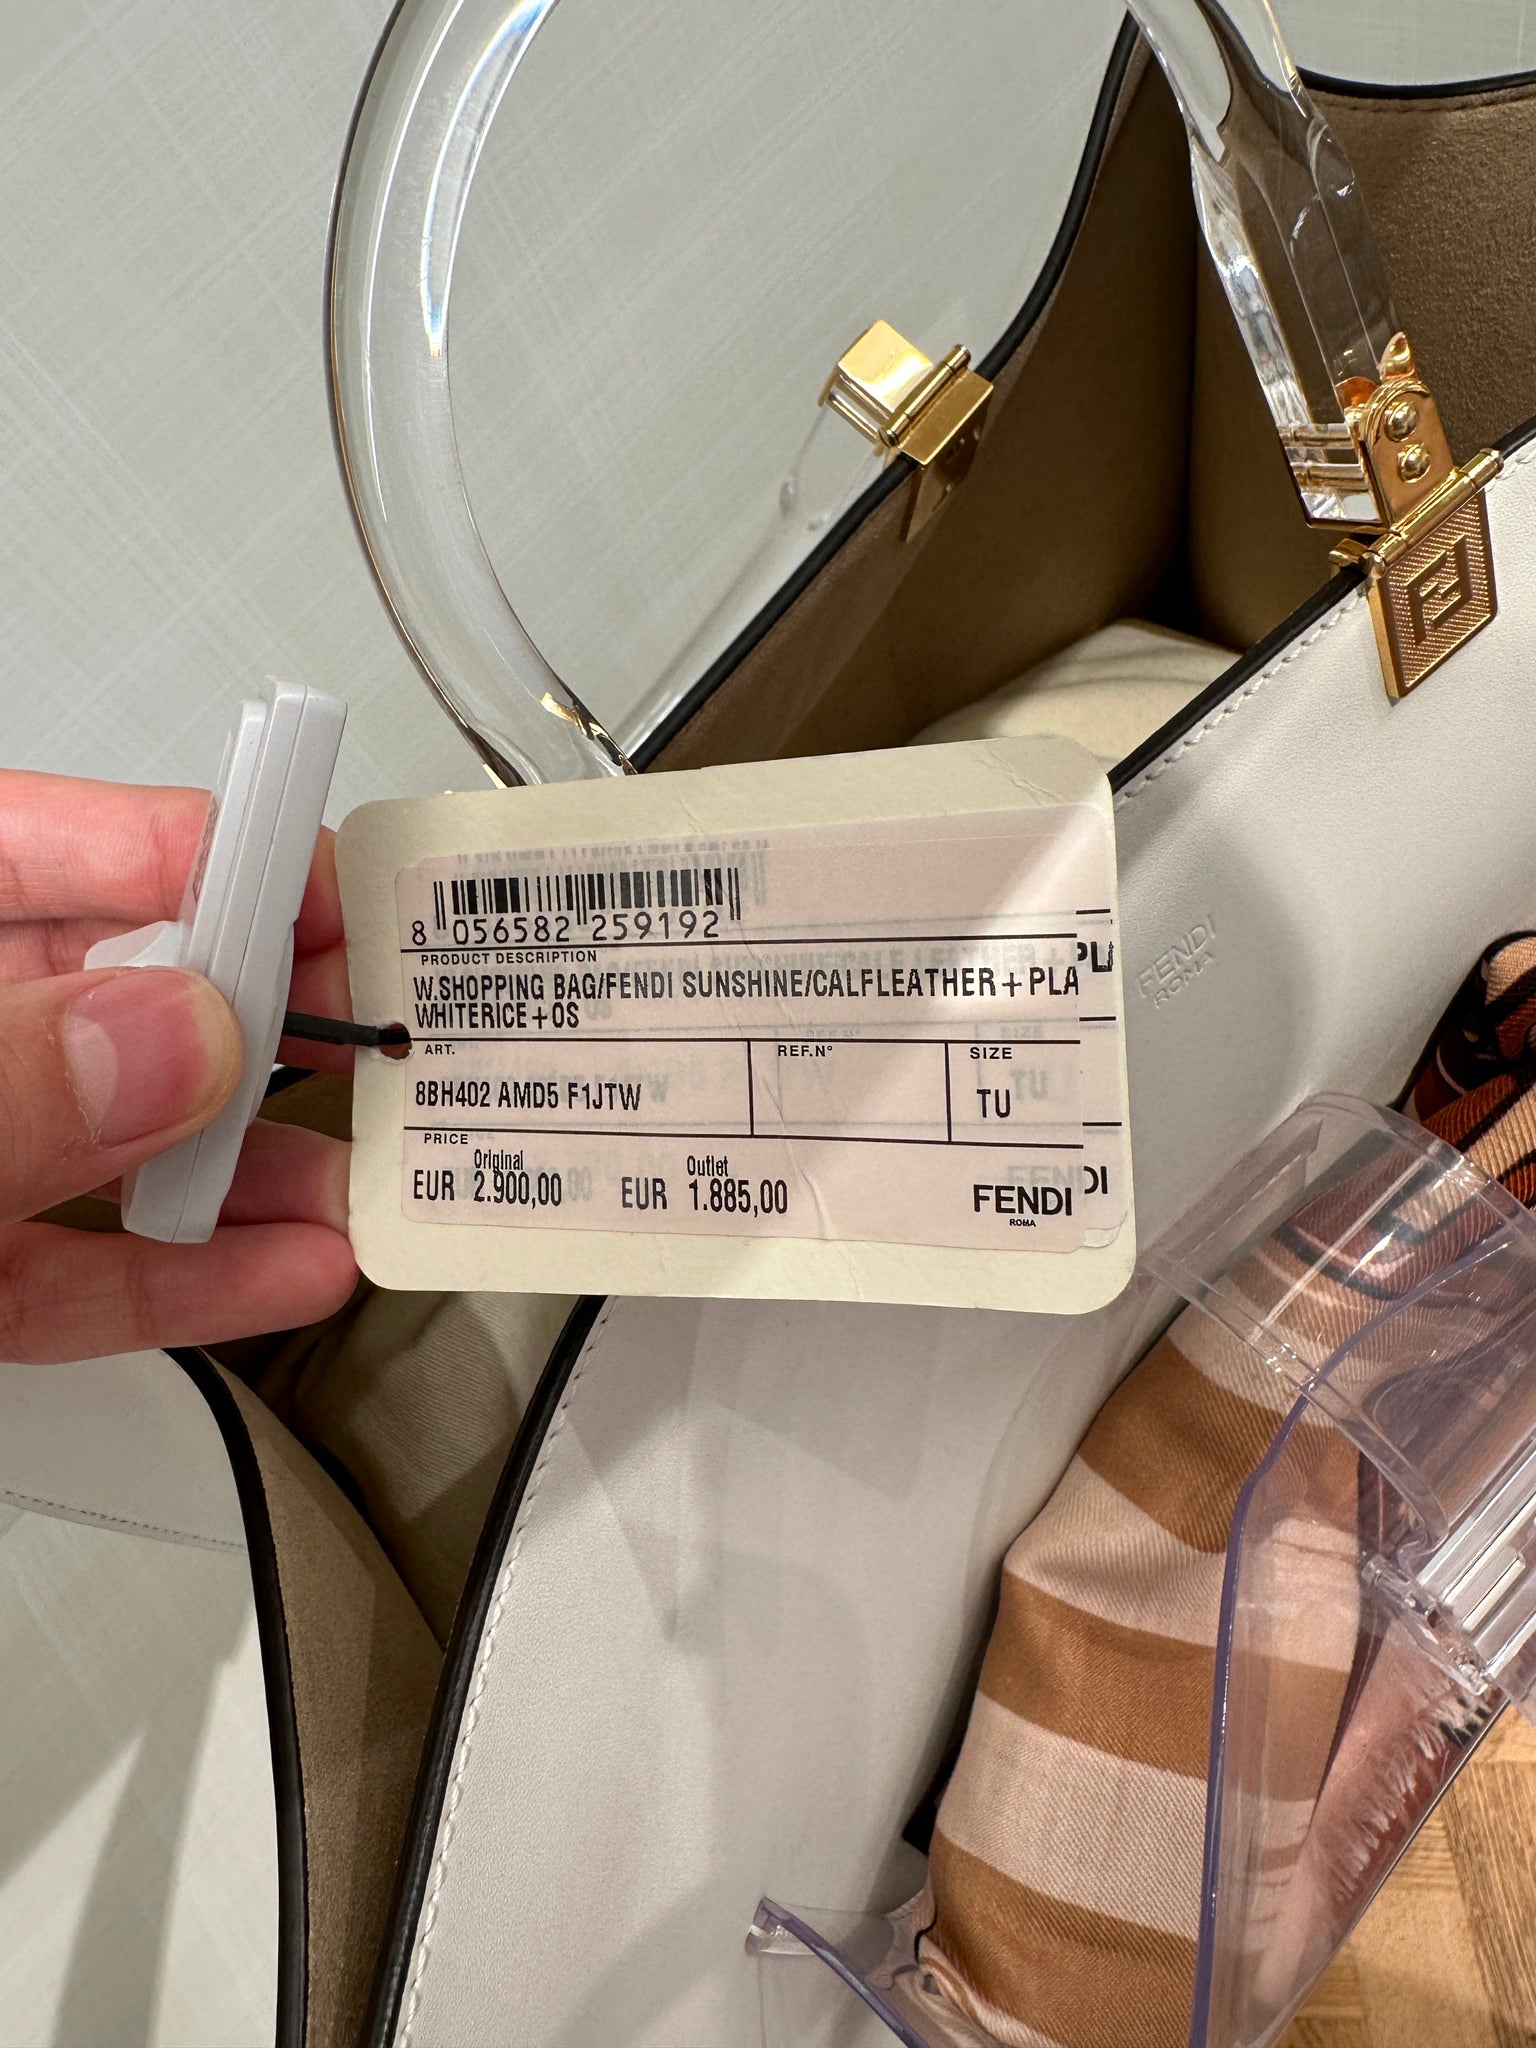 8 056582 259192
PRODUCT DESCRIPTION
W.SHOPPING BAG/FENDI SUNSHINE/CALFLEATHER+PLA
WHITERICE+OS
ART.
REF.N°
SIZE
8BH402 AMD5 F1JTW
TU
PRICE
Original
Outlet
EUR 2.900,00
EUR 1.885,00
FENDI
ROMA
FENDI
ROMA